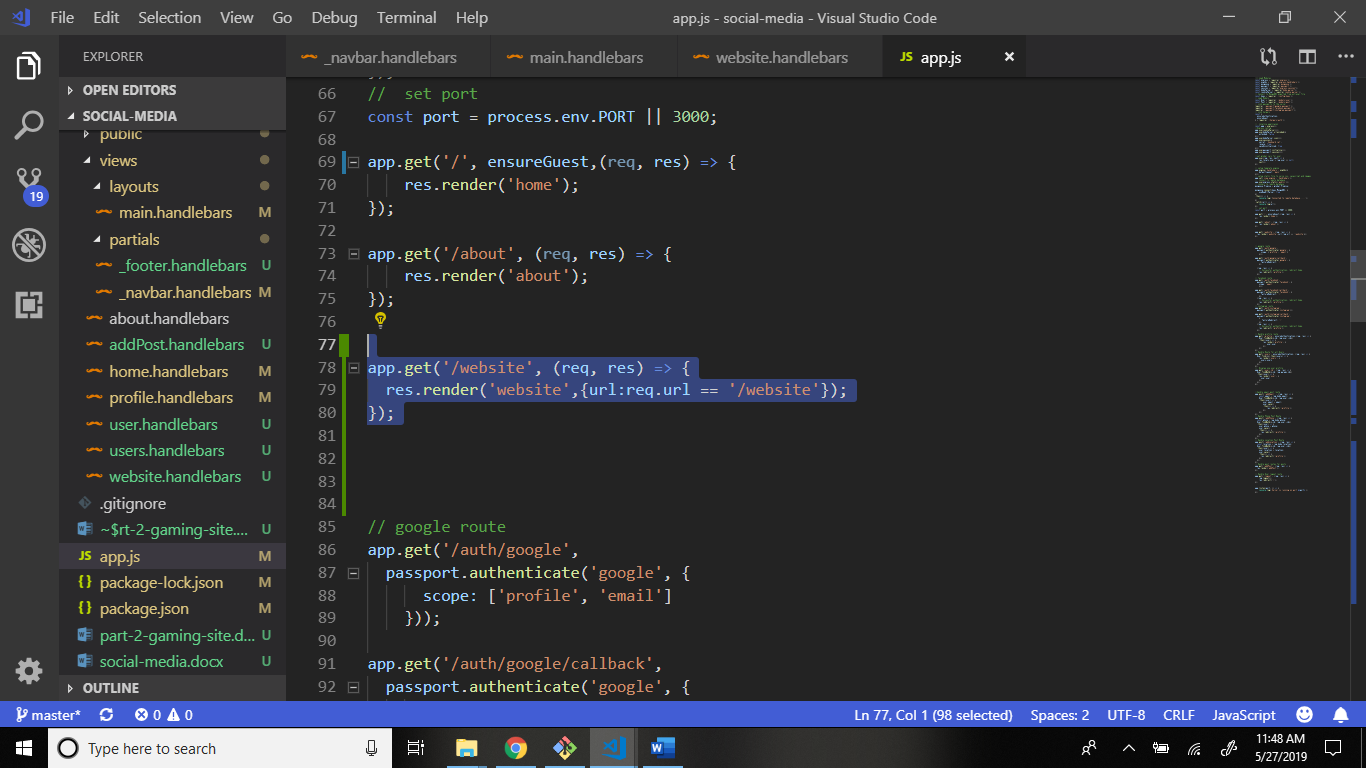 File Edit Selection View Go Debug Terminal Help
app.js - social-media - Visual Studio Code
EXPLORER
_navbar.handlebars
main.handlebars
website.handlebars
JS app.js
OPEN EDITORS
SOCIAL-MEDIA
public
views
layouts
main.handlebars M
partials
_footer.handlebars U
_navbar.handlebars M
about.handlebars
addPost.handlebars U
home.handlebars M
profile.handlebars M
user.handlebars U
users.handlebars U
website.handlebars U
.gitignore
~$rt-2-gaming-site.... U
JS app.js M
{} package-lock.json M
{} package.json M
part-2-gaming-site.d... U
social-media.docx U
OUTLINE
19
66 //  set port
67 const port = process.env.PORT || 3000;
68
69 app.get('/', ensureGuest,(req, res) => {
70     res.render('home');
71 });
72
73 app.get('/about', (req, res) => {
74     res.render('about');
75 });
76
77
78 app.get('/website', (req, res) => {
79   res.render('website',{url:req.url == '/website'});
80 });
81
82
83
84
85 // google route
86 app.get('/auth/google',
87   passport.authenticate('google', {
88       scope: ['profile', 'email']
89     }));
90
91 app.get('/auth/google/callback',
92   passport.authenticate('google', {
master* 0 0
Ln 77, Col 1 (98 selected) Spaces: 2 UTF-8 CRLF JavaScript
Type here to search
11:48 AM
5/27/2019